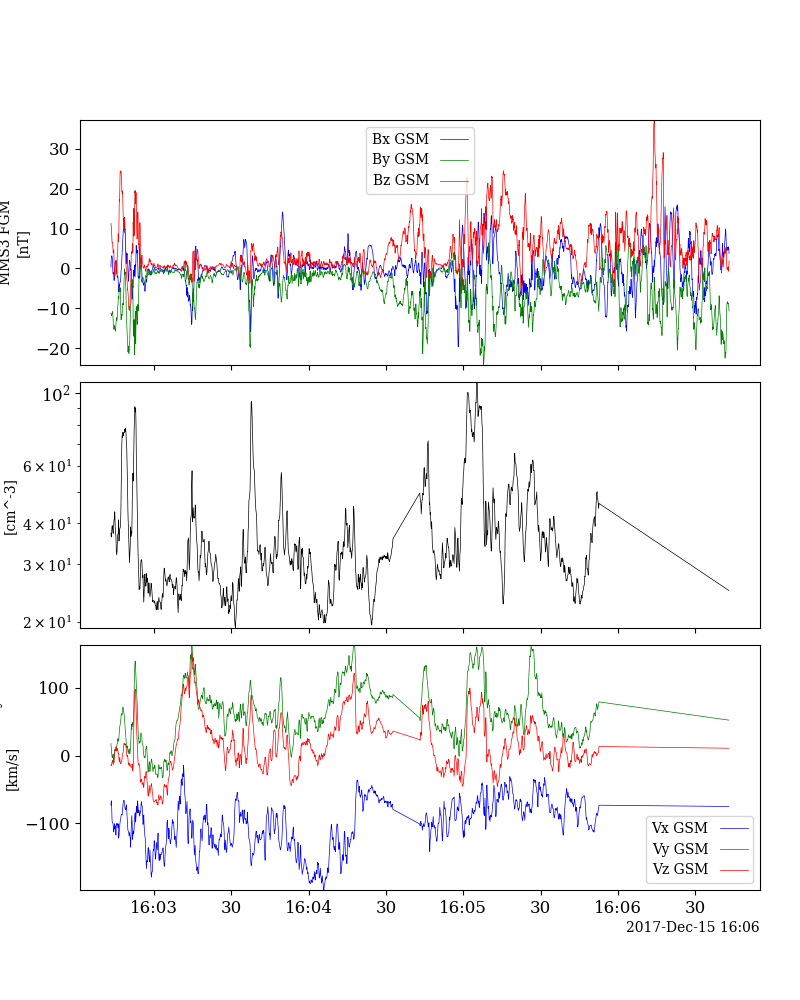 MMS3 FGM
[nT]
30
20
10
0
−10
−20
Bx GSM
By GSM
Bz GSM
[cm^-3]
10²
6 × 10¹
4 × 10¹
3 × 10¹
2 × 10¹
[km/s]
100
0
−100
Vx GSM
Vy GSM
Vz GSM
16:03 30 16:04 30 16:05 30 16:06 30
2017-Dec-15 16:06